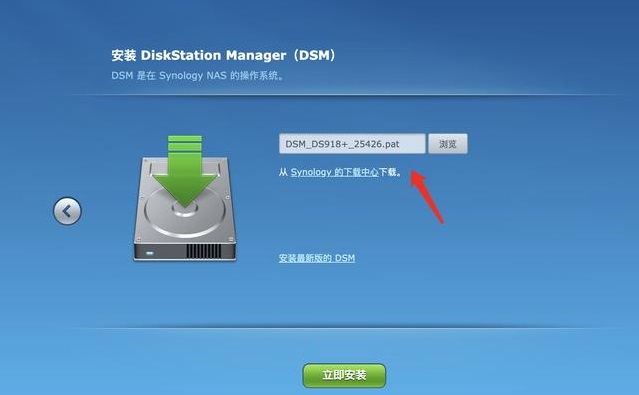 安装 DiskStation Manager（DSM）
DSM 是在 Synology NAS 的操作系统。
DSM_DS918+_25426.pat 浏览
从 Synology 的下载中心下载。
安装最新版的 DSM
立即安装